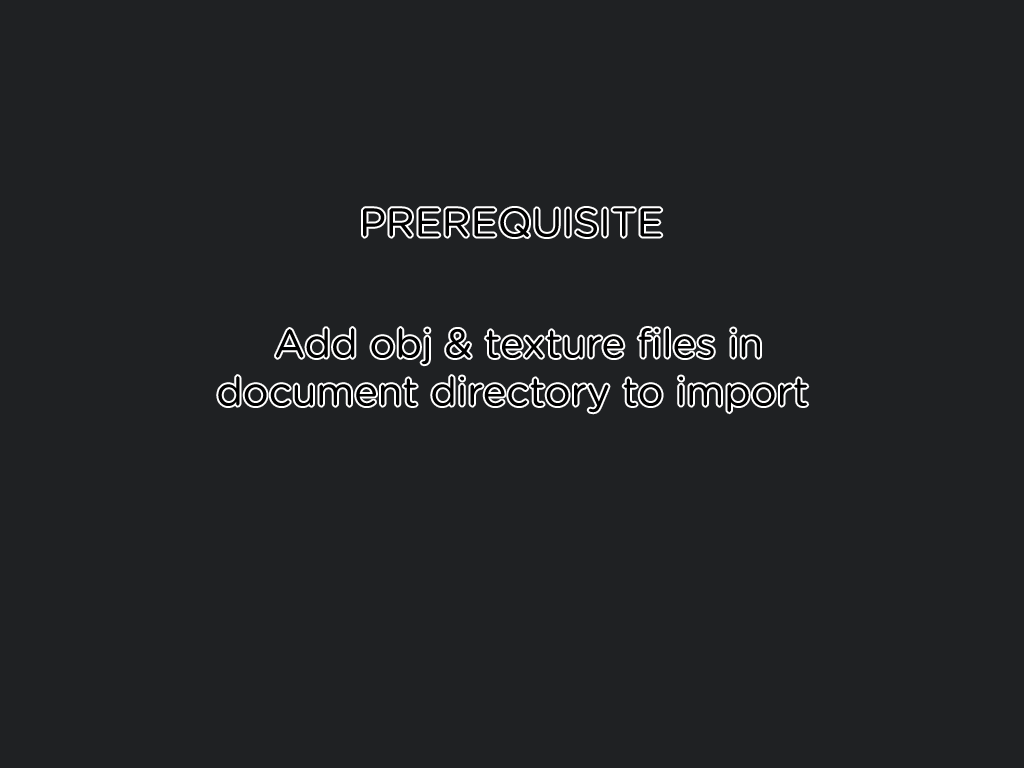 PREREQUISITE
Add obj & texture files in
document directory to import